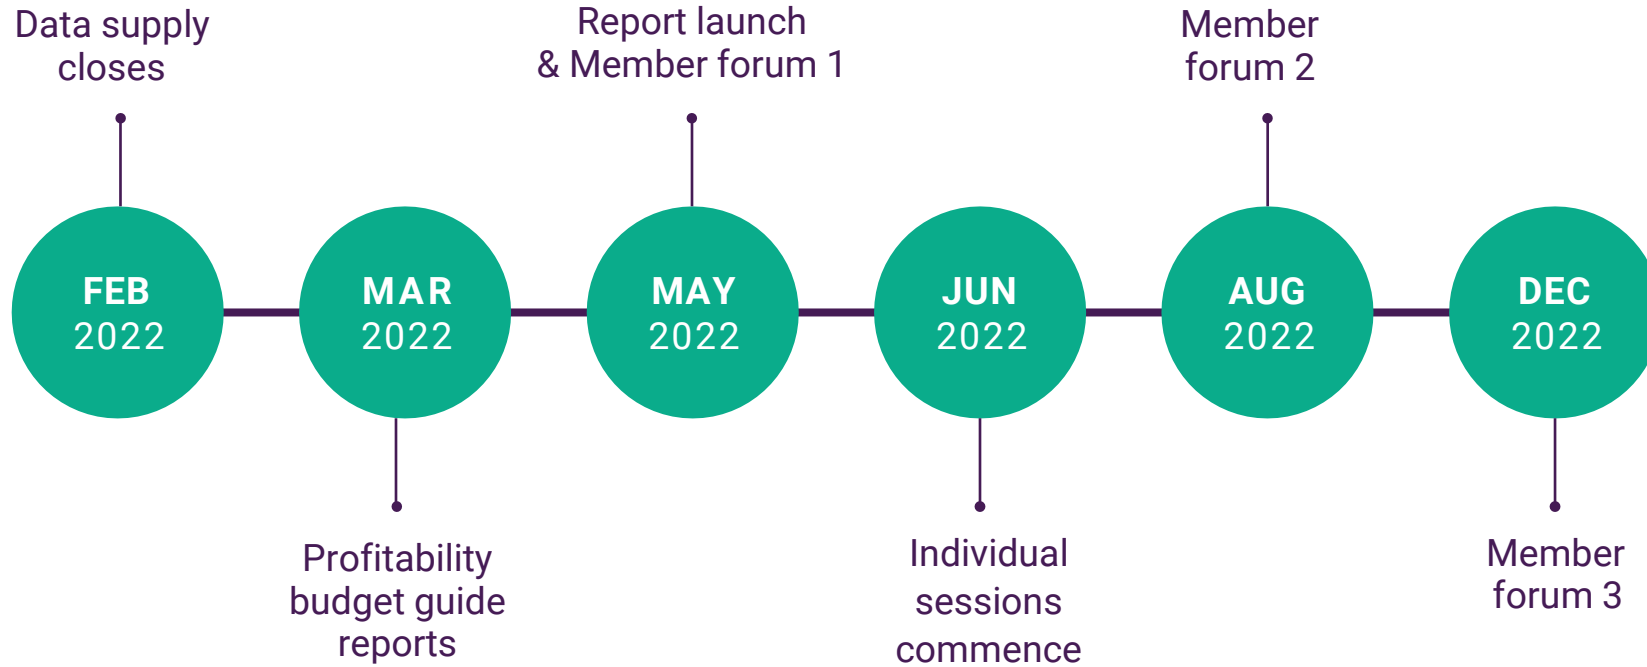 Data supply
closes
Report launch
& Member forum 1
Member
forum 2
FEB
2022
MAR
2022
MAY
2022
JUN
2022
AUG
2022
DEC
2022
Profitability
budget guide
reports
Individual
sessions
commence
Member
forum 3